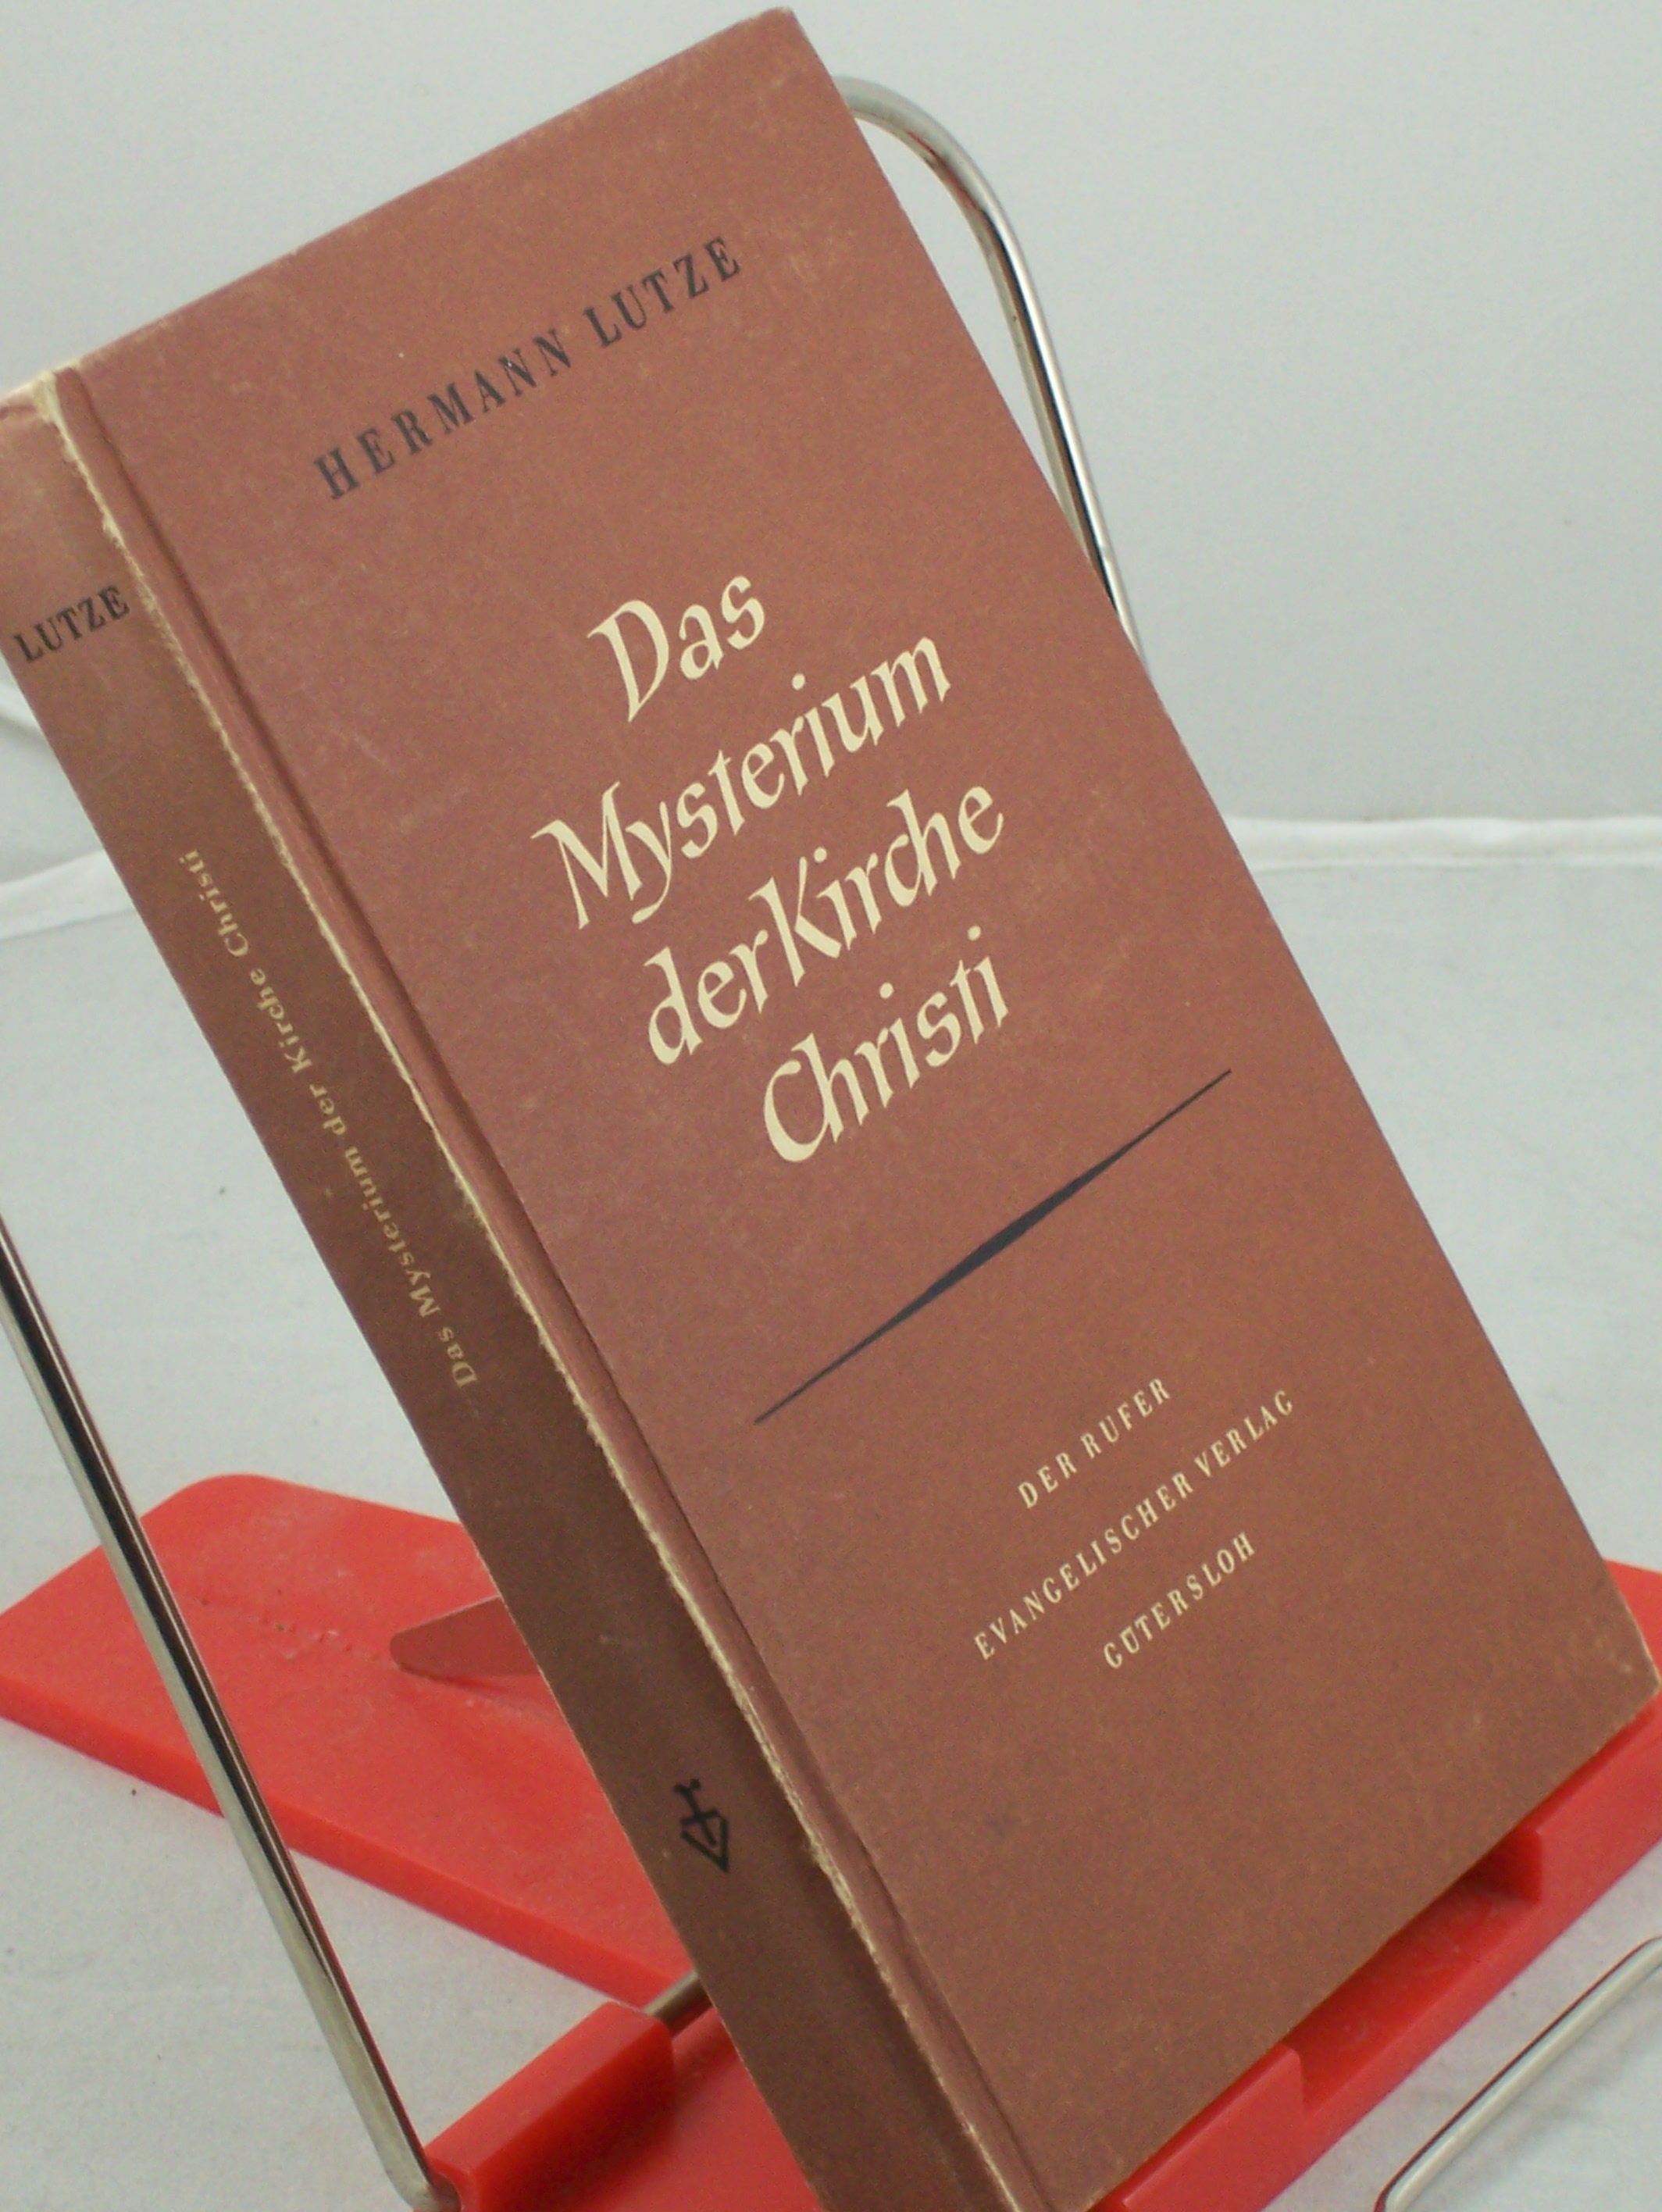 HERMANN LUTZE
Das
Mysterium
der Kirche
Christi
DER RUFER
EVANGELISCHER VERLAG
GÜTERSLOH
LUTZE
Das Mysterium der Kirche Christi